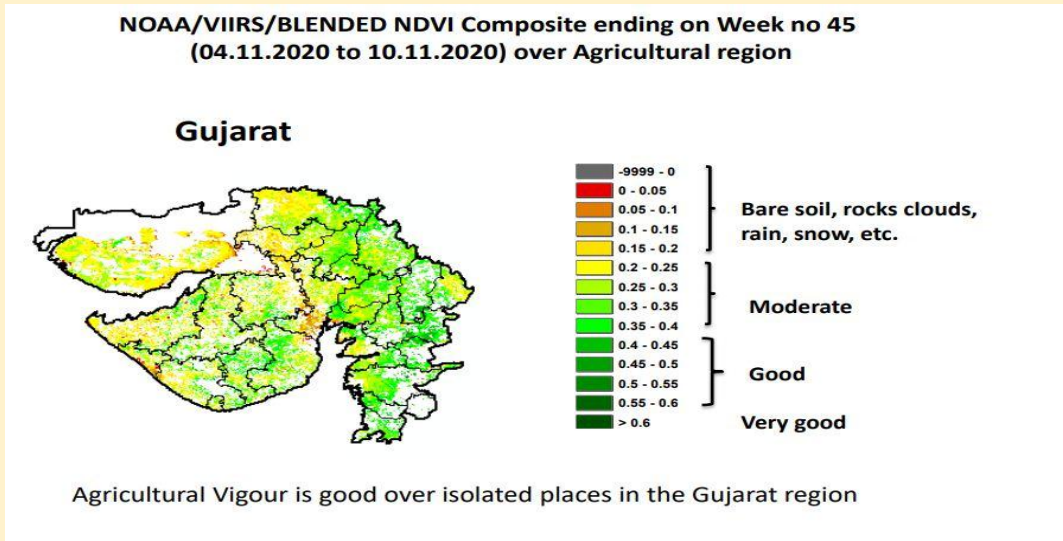 NOAA/VIIRS/BLENDED NDVI Composite ending on Week no 45
(04.11.2020 to 10.11.2020) over Agricultural region
Gujarat
-9999 - 0
0 - 0.05
0.05 - 0.1
0.1 - 0.15
0.15 - 0.2
0.2 - 0.25
0.25 - 0.3
0.3 - 0.35
0.35 - 0.4
0.4 - 0.45
0.45 - 0.5
0.5 - 0.55
0.55 - 0.6
> 0.6
Bare soil, rocks clouds,
rain, snow, etc.
Moderate
Good
Very good
Agricultural Vigour is good over isolated places in the Gujarat region